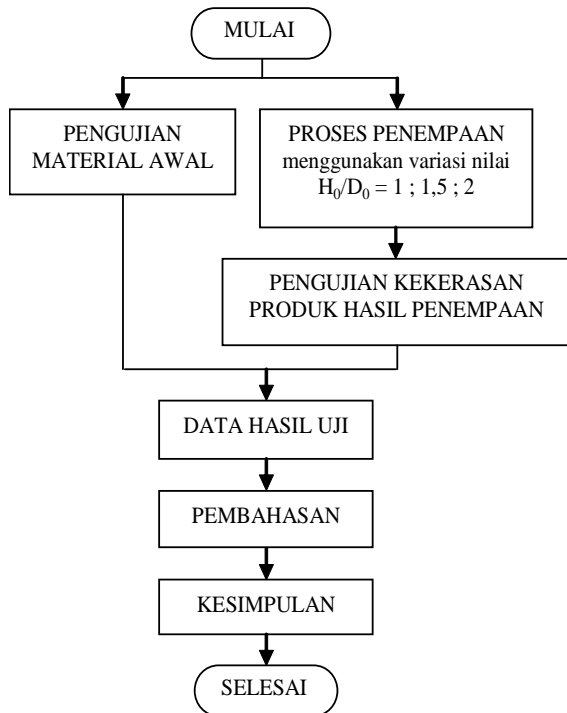 MULAI
PENGUJIAN
MATERIAL AWAL
PROSES PENEMPAAN
menggunakan variasi nilai
H₀/D₀ = 1 ; 1,5 ; 2
PENGUJIAN KEKERASAN
PRODUK HASIL PENEMPAAN
DATA HASIL UJI
PEMBAHASAN
KESIMPULAN
SELESAI